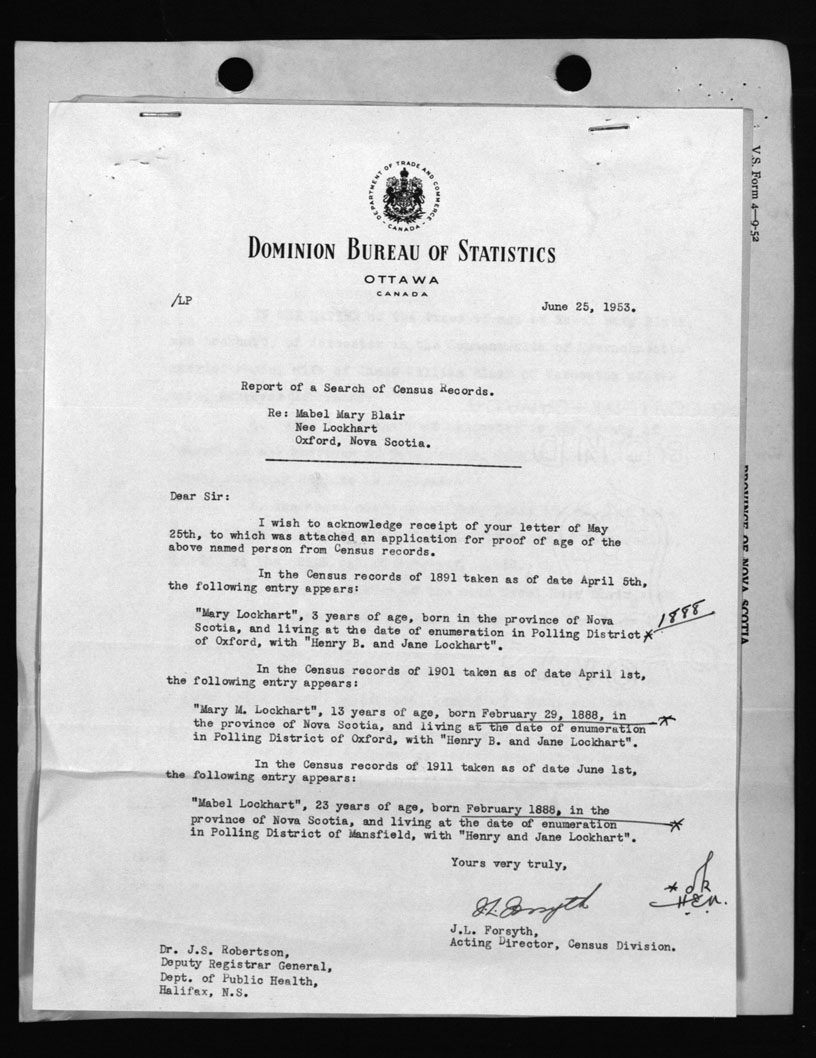 DEPARTMENT OF TRADE AND COMMERCE
CANADA
DOMINION BUREAU OF STATISTICS
OTTAWA
CANADA
/LP
June 25, 1953.
Report of a Search of Census Records.
Re: Mabel Mary Blair
Nee Lockhart
Oxford, Nova Scotia.
Dear Sir:
I wish to acknowledge receipt of your letter of May
25th, to which was attached an application for proof of age of the
above named person from Census records.
In the Census records of 1891 taken as of date April 5th,
the following entry appears:
"Mary Lockhart", 3 years of age, born in the province of Nova
Scotia, and living at the date of enumeration in Polling District
of Oxford, with "Henry B. and Jane Lockhart".
1888
In the Census records of 1901 taken as of date April 1st,
the following entry appears:
"Mary M. Lockhart", 13 years of age, born February 29, 1888, in
the province of Nova Scotia, and living at the date of enumeration
in Polling District of Oxford, with "Henry B. and Jane Lockhart".
In the Census records of 1911 taken as of date June 1st,
the following entry appears:
"Mabel Lockhart", 23 years of age, born February 1888, in the
province of Nova Scotia, and living at the date of enumeration
in Polling District of Mansfield, with "Henry and Jane Lockhart".
Yours very truly,
J.L. Forsyth
* ok
J.L. Forsyth,
Acting Director, Census Division.
Dr. J.S. Robertson,
Deputy Registrar General,
Dept. of Public Health,
Halifax, N.S.
V.S. Form 4—9-52
PROVINCE OF NOVA SCOTIA